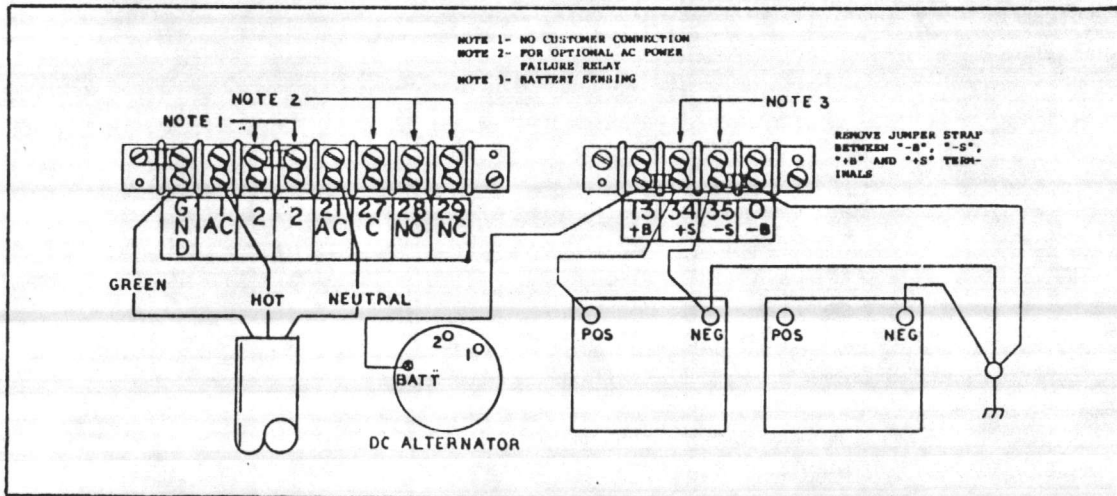 NOTE 1- NO CUSTOMER CONNECTION
NOTE 2- FOR OPTIONAL AC POWER
FAILURE RELAY
NOTE 3- BATTERY SENSING
NOTE 2
NOTE 1
NOTE 3
REMOVE JUMPER STRAP
BETWEEN "-B", "-S",
"+B" AND "+S" TERM-
INALS
G N D
AC
2
2
21 AC
27 C
28 NO
29 NC
13 +B
34 +S
35 -S
0 -B
GREEN
HOT
NEUTRAL
2
1
BATT
DC ALTERNATOR
POS
NEG
POS
NEG